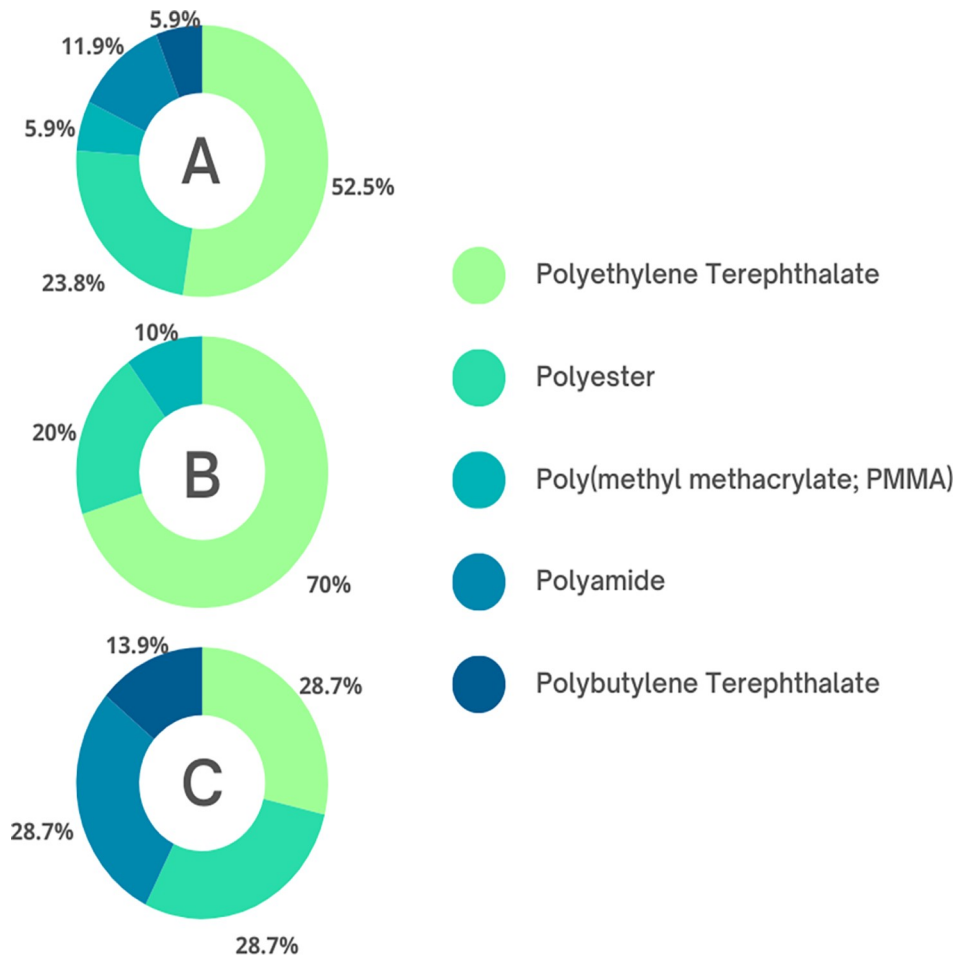 5.9%
11.9%
5.9%
A
52.5%
23.8%
10%
20%
B
70%
13.9%
28.7%
C
28.7%
28.7%
Polyethylene Terephthalate
Polyester
Poly(methyl methacrylate; PMMA)
Polyamide
Polybutylene Terephthalate